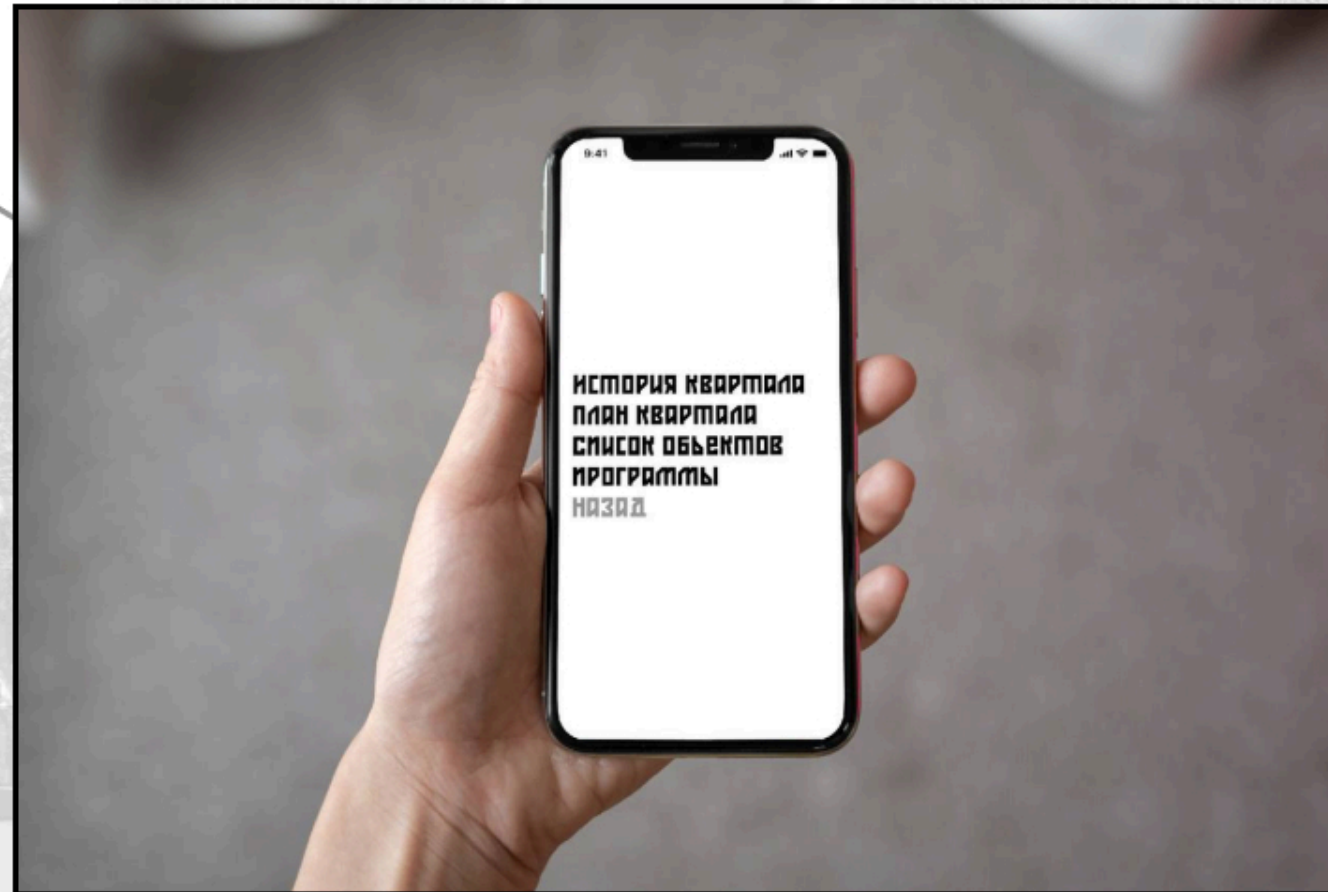 9:41
ИСТОРИЯ КВАРТАЛА
ПЛАН КВАРТАЛА
СПИСОК ОБЬЕКТОВ
ПРОГРАММЫ
НАЗАД